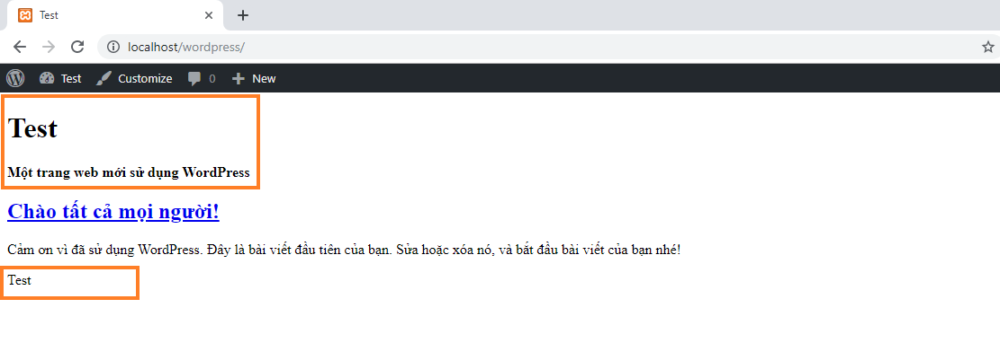 Test
localhost/wordpress/
Test Customize 0 New
Test
Một trang web mới sử dụng WordPress
Chào tất cả mọi người!
Cảm ơn vì đã sử dụng WordPress. Đây là bài viết đầu tiên của bạn. Sửa hoặc xóa nó, và bắt đầu bài viết của bạn nhé!
Test